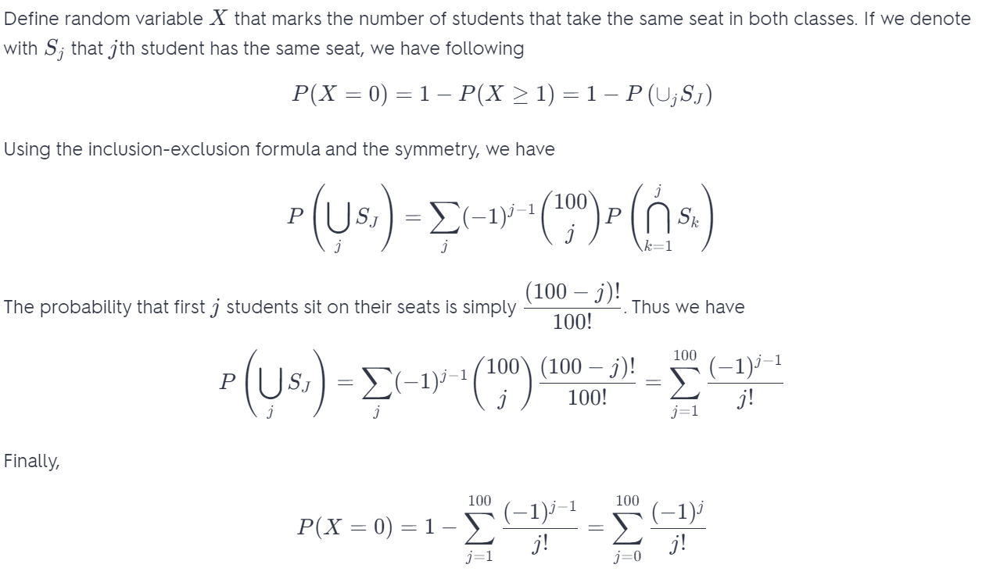 Define random variable $X$ that marks the number of students that take the same seat in both classes. If we denote
with $S_j$ that $j$th student has the same seat, we have following
$$P(X = 0) = 1 - P(X \geq 1) = 1 - P(\cup_j S_J)$$
Using the inclusion-exclusion formula and the symmetry, we have
$$P\left(\bigcup_j S_J\right) = \sum_j (-1)^{j-1} \binom{100}{j} P\left(\bigcap_{k=1}^{j} S_k\right)$$
The probability that first $j$ students sit on their seats is simply $\frac{(100-j)!}{100!}$. Thus we have
$$P\left(\bigcup_j S_J\right) = \sum_j (-1)^{j-1} \binom{100}{j} \frac{(100-j)!}{100!} = \sum_{j=1}^{100} \frac{(-1)^{j-1}}{j!}$$
Finally,
$$P(X = 0) = 1 - \sum_{j=1}^{100} \frac{(-1)^{j-1}}{j!} = \sum_{j=0}^{100} \frac{(-1)^j}{j!}$$